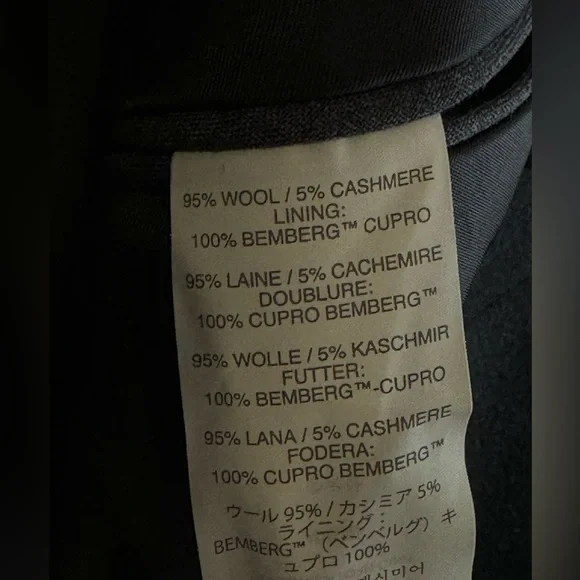 95% WOOL / 5% CASHMERE
LINING:
100% BEMBERG™ CUPRO
95% LAINE / 5% CACHEMIRE
DOUBLURE:
100% CUPRO BEMBERG™
95% WOLLE / 5% KASCHMIR
FUTTER:
100% BEMBERG™-CUPRO
95% LANA / 5% CASHMERE
FODERA:
100% CUPRO BEMBERG™
ウール 95% / カシミア 5%
ライニング :
BEMBERG™ (ベンベルグ) キ
ュプロ 100%